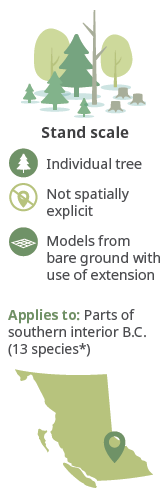 Stand scale
Individual tree
Not spatially
explicit
Models from
bare ground with
use of extension
Applies to: Parts of
southern interior B.C.
(13 species*)